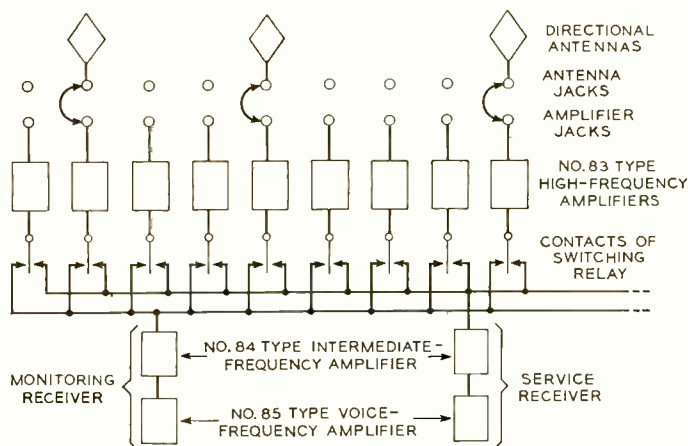 DIRECTIONAL
ANTENNAS
ANTENNA
JACKS
AMPLIFIER
JACKS
NO. 83 TYPE
HIGH-FREQUENCY
AMPLIFIERS
CONTACTS OF
SWITCHING
RELAY
MONITORING
RECEIVER
NO. 84 TYPE INTERMEDIATE-
FREQUENCY AMPLIFIER
NO. 85 TYPE VOICE-
FREQUENCY AMPLIFIER
SERVICE
RECEIVER